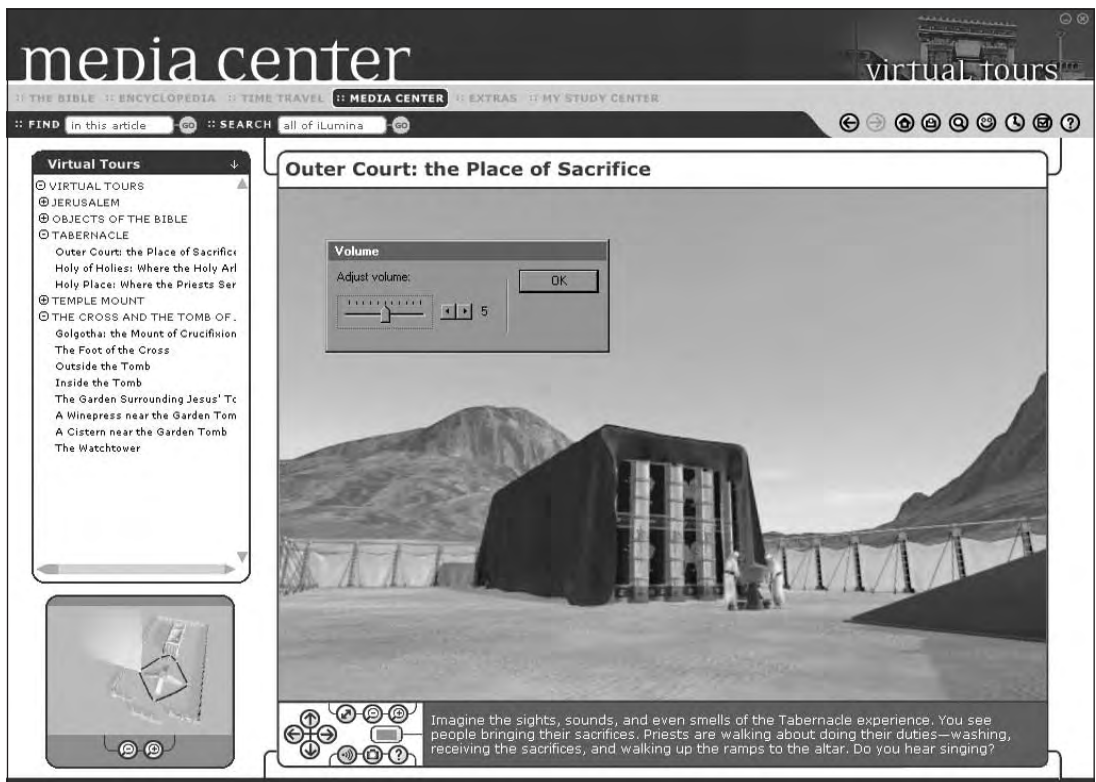 media center
virtual tours
:: THE BIBLE :: ENCYCLOPEDIA :: TIME TRAVEL :: MEDIA CENTER :: EXTRAS :: MY STUDY CENTER
:: FIND in this article GO :: SEARCH all of iLumina GO
Virtual Tours
VIRTUAL TOURS
JERUSALEM
OBJECTS OF THE BIBLE
TABERNACLE
Outer Court: the Place of Sacrifice
Holy of Holies: Where the Holy Arl
Holy Place: Where the Priests Ser
TEMPLE MOUNT
THE CROSS AND THE TOMB OF .
Golgotha: the Mount of Crucifixion
The Foot of the Cross
Outside the Tomb
Inside the Tomb
The Garden Surrounding Jesus' To
A Winepress near the Garden Tom
A Cistern near the Garden Tomb
The Watchtower
Outer Court: the Place of Sacrifice
Volume
Adjust volume:
5
OK
Imagine the sights, sounds, and even smells of the Tabernacle experience. You see
people bringing their sacrifices. Priests are walking about doing their duties—washing,
receiving the sacrifices, and walking up the ramps to the altar. Do you hear singing?